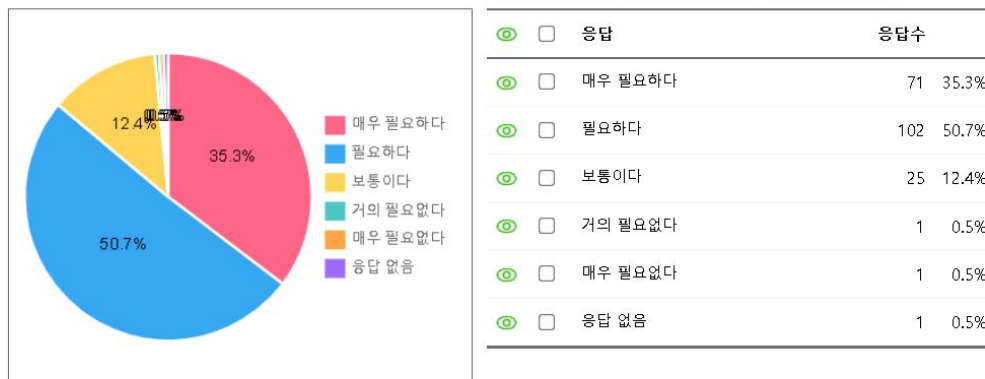 35.3%
50.7%
12.4%
매우 필요하다
필요하다
보통이다
거의 필요없다
매우 필요없다
응답 없음
응답 응답수
매우 필요하다 71 35.3%
필요하다 102 50.7%
보통이다 25 12.4%
거의 필요없다 1 0.5%
매우 필요없다 1 0.5%
응답 없음 1 0.5%